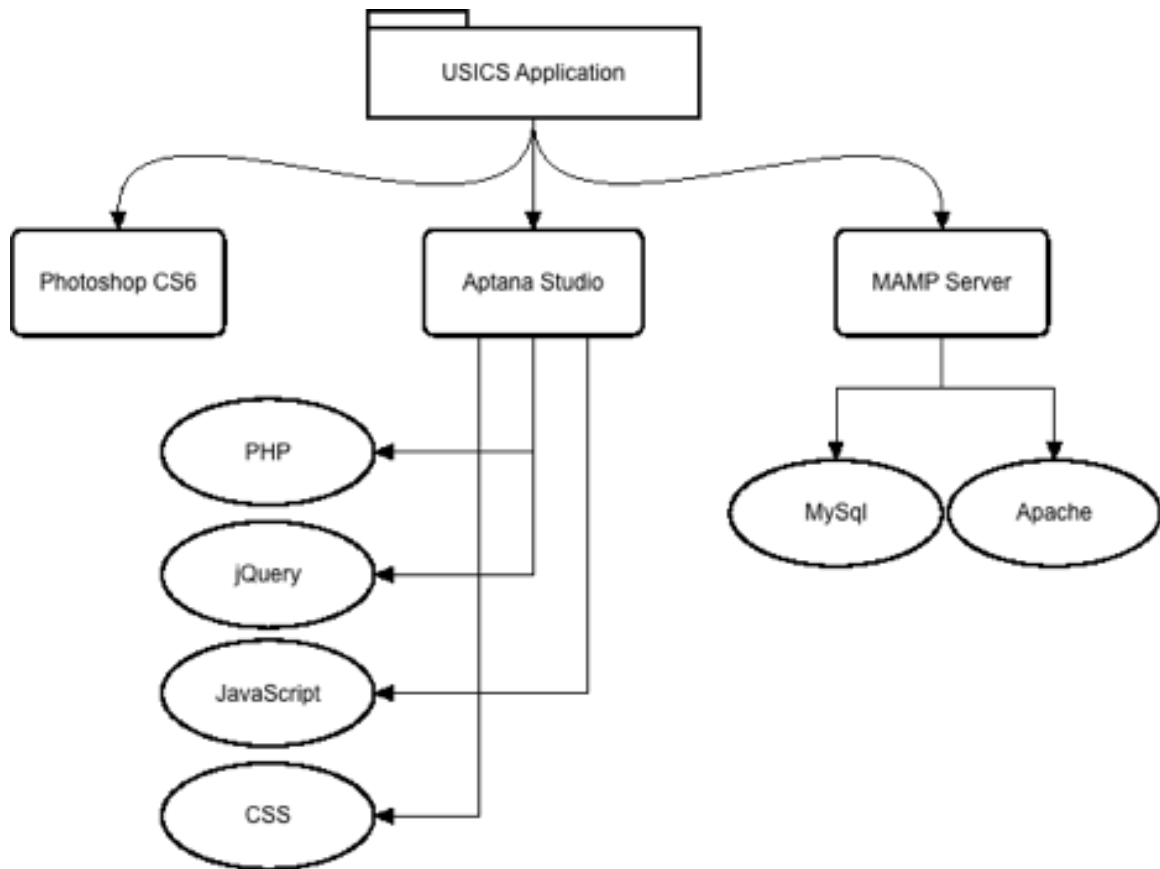 USICS Application
Photoshop CS6
Aptana Studio
MAMP Server
PHP
MySql
Apache
jQuery
JavaScript
CSS